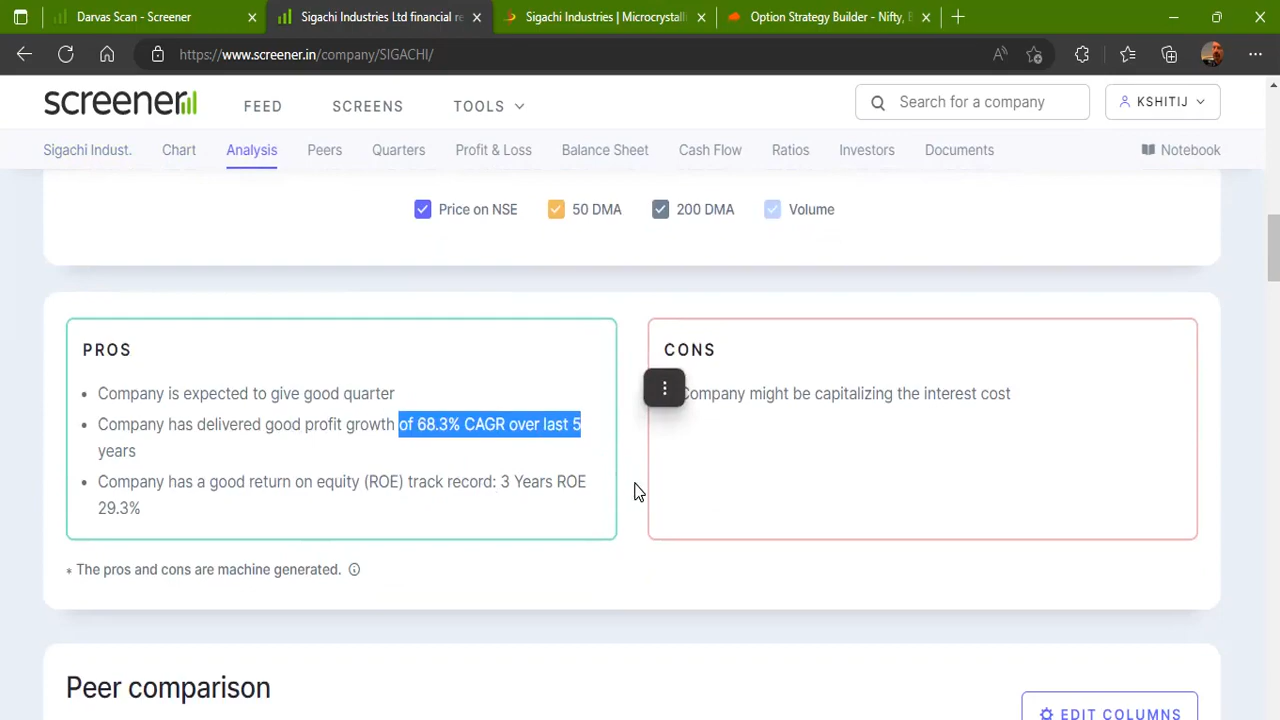 Darvas Scan - Screener
Sigachi Industries Ltd financial re
Sigachi Industries | Microcrystalli
Option Strategy Builder - Nifty, B
https://www.screener.in/company/SIGACHI/
screener
FEED
SCREENS
TOOLS
Search for a company
KSHITIJ
Sigachi Indust.
Chart
Analysis
Peers
Quarters
Profit & Loss
Balance Sheet
Cash Flow
Ratios
Investors
Documents
Notebook
Price on NSE
50 DMA
200 DMA
Volume
PROS
Company is expected to give good quarter
Company has delivered good profit growth of 68.3% CAGR over last 5
years
Company has a good return on equity (ROE) track record: 3 Years ROE
29.3%
CONS
Company might be capitalizing the interest cost
* The pros and cons are machine generated.
Peer comparison
EDIT COLUMNS